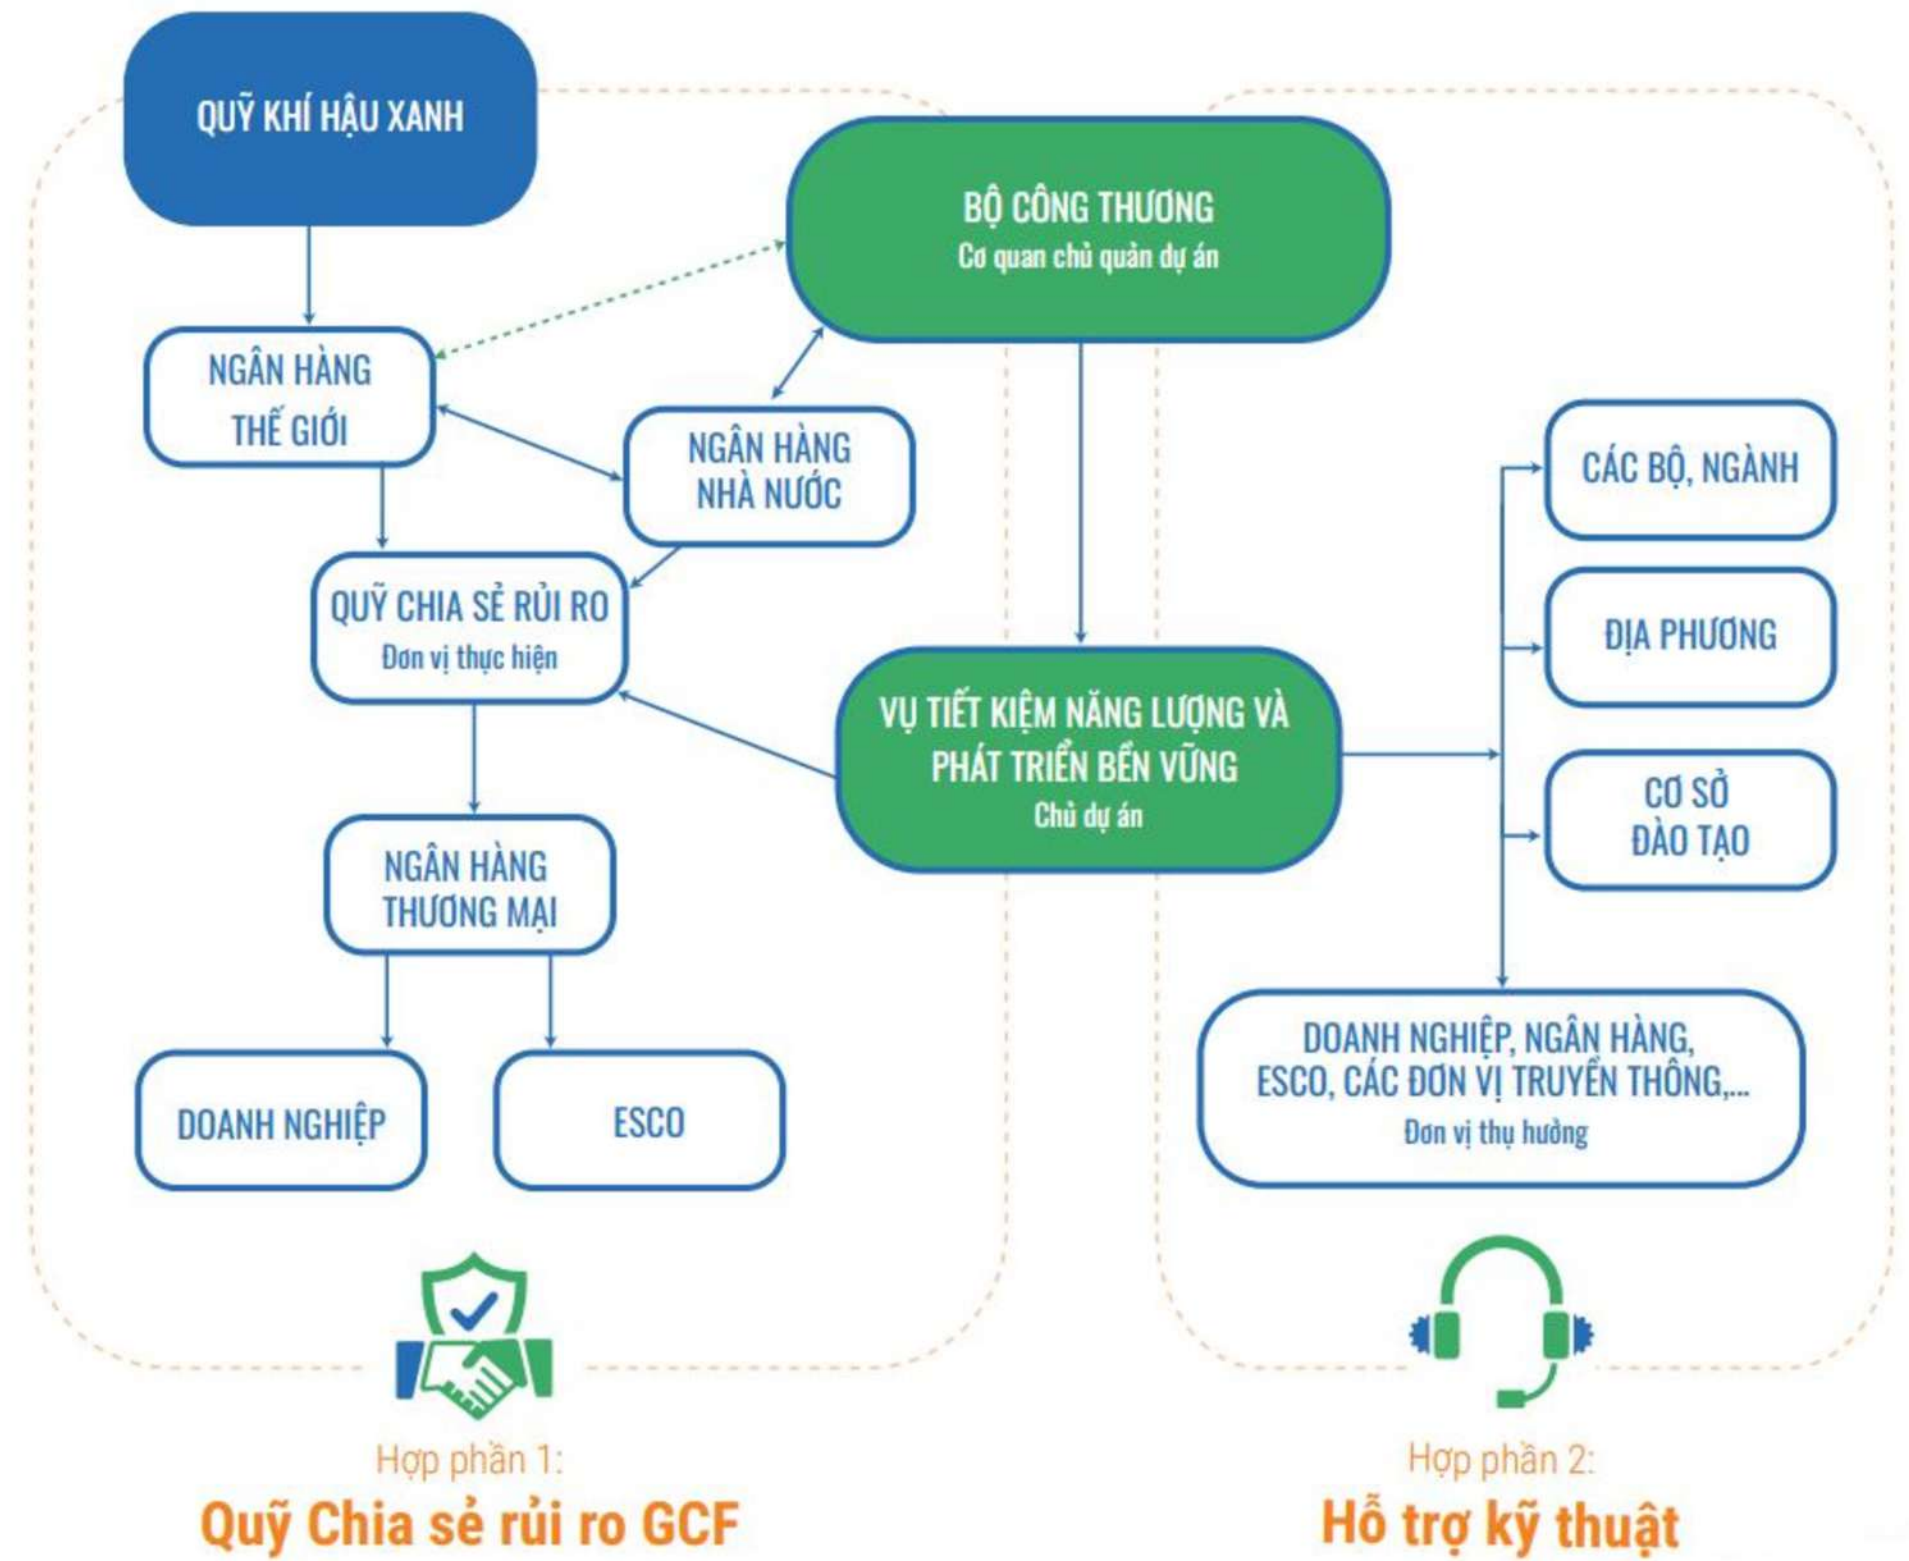 QUỸ KHÍ HẬU XANH
BỘ CÔNG THƯƠNG
Cơ quan chủ quản dự án
NGÂN HÀNG
THẾ GIỚI
NGÂN HÀNG
NHÀ NƯỚC
CÁC BỘ, NGÀNH
QUỸ CHIA SẺ RỦI RO
Đơn vị thực hiện
ĐỊA PHƯƠNG
VỤ TIẾT KIỆM NĂNG LƯỢNG VÀ
PHÁT TRIỂN BỀN VỮNG
Chủ dự án
CƠ SỞ
ĐÀO TẠO
NGÂN HÀNG
THƯƠNG MẠI
DOANH NGHIỆP
ESCO
DOANH NGHIỆP, NGÂN HÀNG,
ESCO, CÁC ĐƠN VỊ TRUYỀN THÔNG,...
Đơn vị thụ hưởng
Hợp phần 1:
Quỹ Chia sẻ rủi ro GCF
Hợp phần 2:
Hỗ trợ kỹ thuật